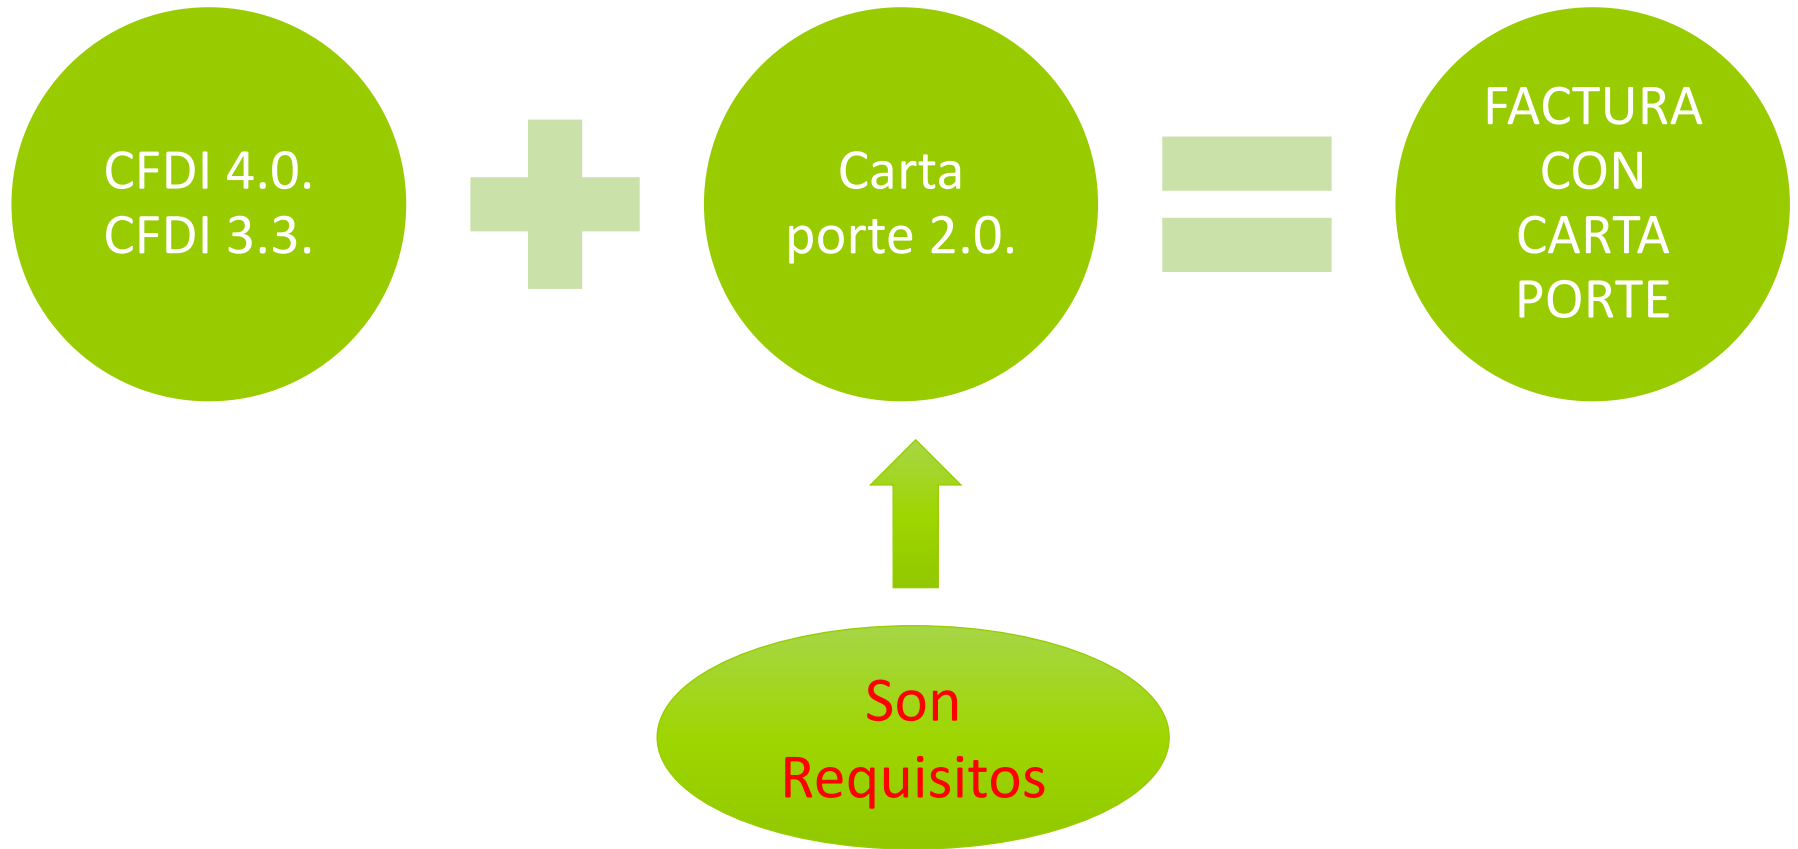 CFDI 4.0.
CFDI 3.3.
Carta
porte 2.0.
FACTURA
CON
CARTA
PORTE
Son
Requisitos